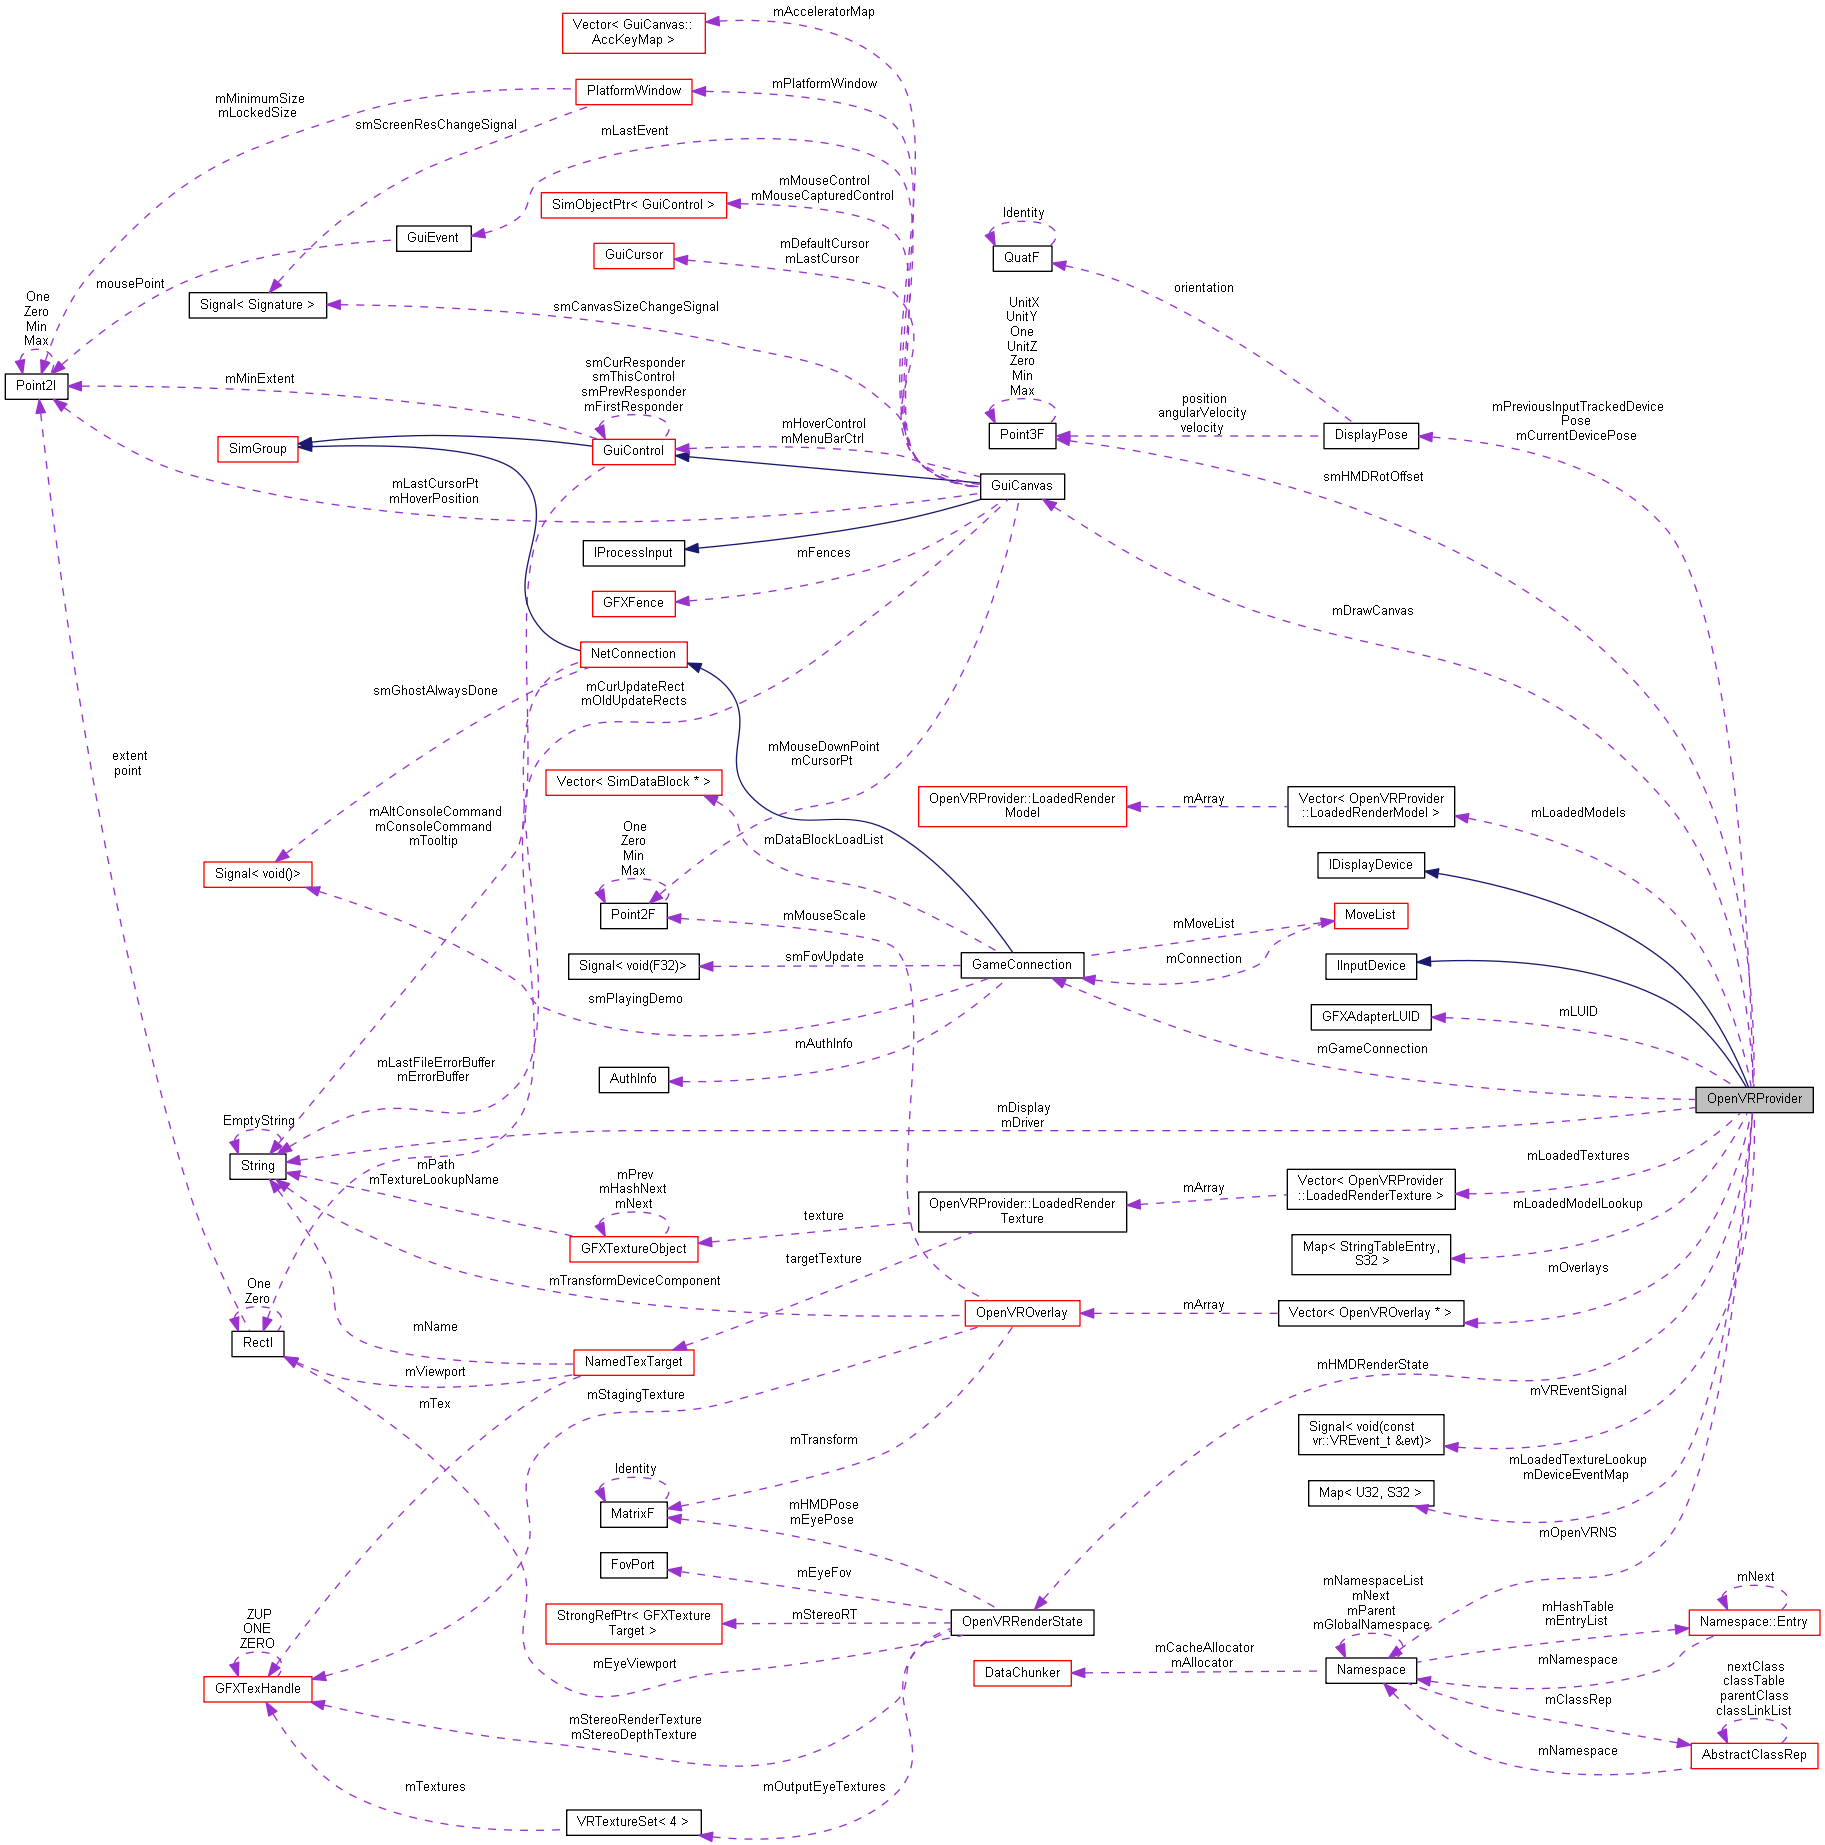 mAcceleratorMap
Vector< GuiCanvas::
AccKeyMap >
mPlatformWindow
PlatformWindow
mMinimumSize
mLockedSize
smScreenResChangeSignal
mLastEvent
mMouseControl
mMouseCapturedControl
SimObjectPtr< GuiControl >
Identity
GuiEvent
mDefaultCursor
mLastCursor
GuiCursor
QuatF
mousePoint
orientation
Signal< Signature >
smCanvasSizeChangeSignal
One
Zero
Min
Max
UnitX
UnitY
One
UnitZ
Zero
Min
Max
Point2I
mMinExtent
smCurResponder
smThisControl
smPrevResponder
mFirstResponder
position
angularVelocity
velocity
mPreviousInputTrackedDevice
Pose
mCurrentDevicePose
mHoverControl
mMenuBarCtrl
Point3F
DisplayPose
SimGroup
GuiControl
smHMDRotOffset
mLastCursorPt
mHoverPosition
GuiCanvas
IProcessInput
mFences
GFXFence
mDrawCanvas
NetConnection
smGhostAlwaysDone
mCurUpdateRect
mOldUpdateRects
extent
point
mMouseDownPoint
mCursorPt
Vector< SimDataBlock * >
OpenVRProvider::LoadedRender
Model
mArray
Vector< OpenVRProvider
::LoadedRenderModel >
mLoadedModels
mAltConsoleCommand
mConsoleCommand
mTooltip
One
Zero
Min
Max
mDataBlockLoadList
IDisplayDevice
Signal< void()>
Point2F
mMouseScale
mMoveList
MoveList
smFovUpdate
Signal< void(F32)>
GameConnection
mConnection
IInputDevice
smPlayingDemo
mLUID
GFXAdapterLUID
mAuthInfo
mGameConnection
mLastFileErrorBuffer
mErrorBuffer
AuthInfo
OpenVRProvider
EmptyString
mDisplay
mDriver
String
mPath
mTextureLookupName
mPrev
mHashNext
mNext
mLoadedTextures
OpenVRProvider::LoadedRender
Texture
mArray
Vector< OpenVRProvider
::LoadedRenderTexture >
mLoadedModelLookup
texture
GFXTextureObject
targetTexture
Map< StringTableEntry,
S32 >
mOverlays
mTransformDeviceComponent
One
Zero
OpenVROverlay
mArray
Vector< OpenVROverlay * >
RectI
mName
NamedTexTarget
mViewport
mTex
mStagingTexture
mHMDRenderState
mVREventSignal
Signal< void(const
vr::VREvent_t &evt)>
mTransform
Identity
mLoadedTextureLookup
mDeviceEventMap
Map< U32, S32 >
MatrixF
mHMDPose
mEyePose
mOpenVRNS
FovPort
mEyeFov
mNamespaceList
mNext
mParent
mGlobalNamespace
mNext
ZUP
ONE
ZERO
StrongRefPtr< GFXTexture
Target >
mStereoRT
OpenVRRenderState
mHashTable
mEntryList
Namespace::Entry
mEyeViewport
mCacheAllocator
mAllocator
DataChunker
Namespace
mNamespace
GFXTexHandle
nextClass
classTable
parentClass
classLinkList
mClassRep
mStereoRenderTexture
mStereoDepthTexture
mNamespace
AbstractClassRep
mTextures
mOutputEyeTextures
VRTextureSet< 4 >